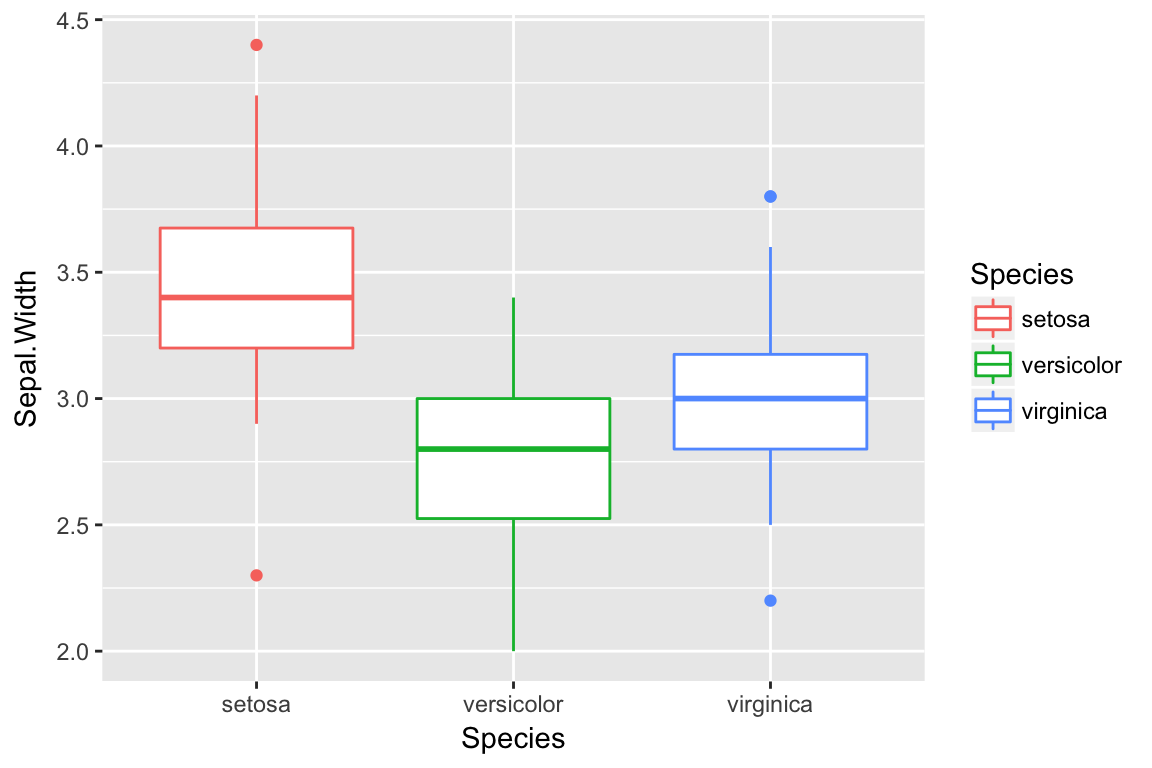 4.5
4.0
3.5
3.0
2.5
2.0
Sepal.Width
setosa
versicolor
virginica
Species
Species
setosa
versicolor
virginica